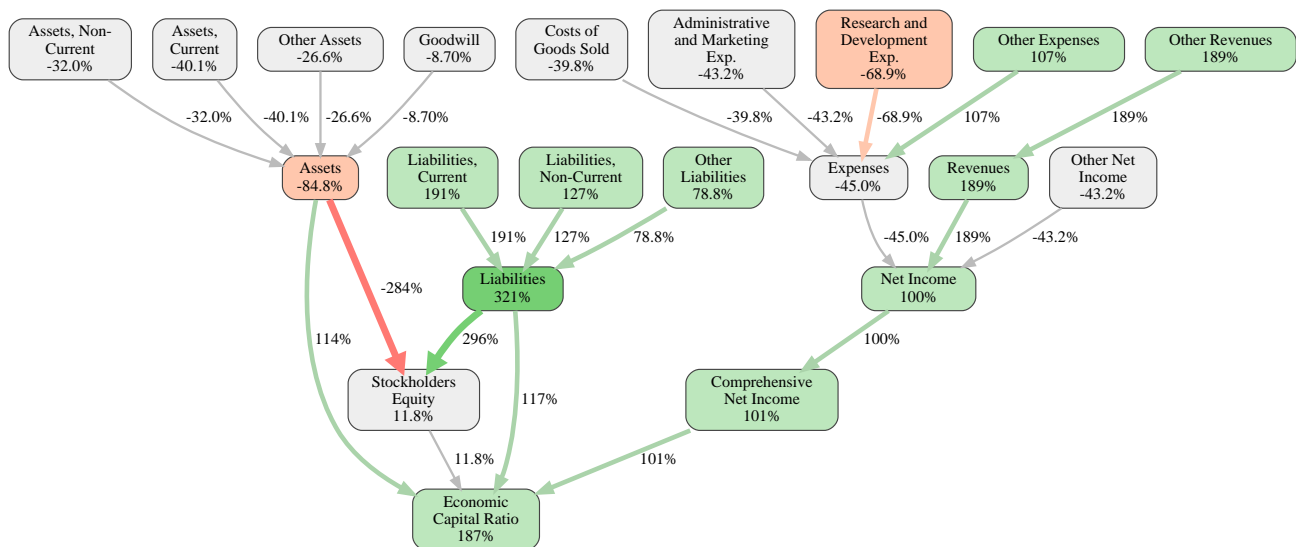 Assets, Non-
Current
-32.0%
Assets,
Current
-40.1%
Other Assets
-26.6%
Goodwill
-8.70%
Costs of
Goods Sold
-39.8%
Administrative
and Marketing
Exp.
-43.2%
Research and
Development
Exp.
-68.9%
Other Expenses
107%
Other Revenues
189%
-32.0%
-40.1%
-26.6%
-8.70%
-39.8%
-43.2%
-68.9%
107%
189%
Assets
-84.8%
Liabilities,
Current
191%
Liabilities,
Non-Current
127%
Other
Liabilities
78.8%
Expenses
-45.0%
Revenues
189%
Other Net
Income
-43.2%
191%
127%
78.8%
-45.0%
189%
-43.2%
-284%
Liabilities
321%
Net Income
100%
114%
296%
100%
Stockholders
Equity
11.8%
117%
Comprehensive
Net Income
101%
11.8%
101%
Economic
Capital Ratio
187%